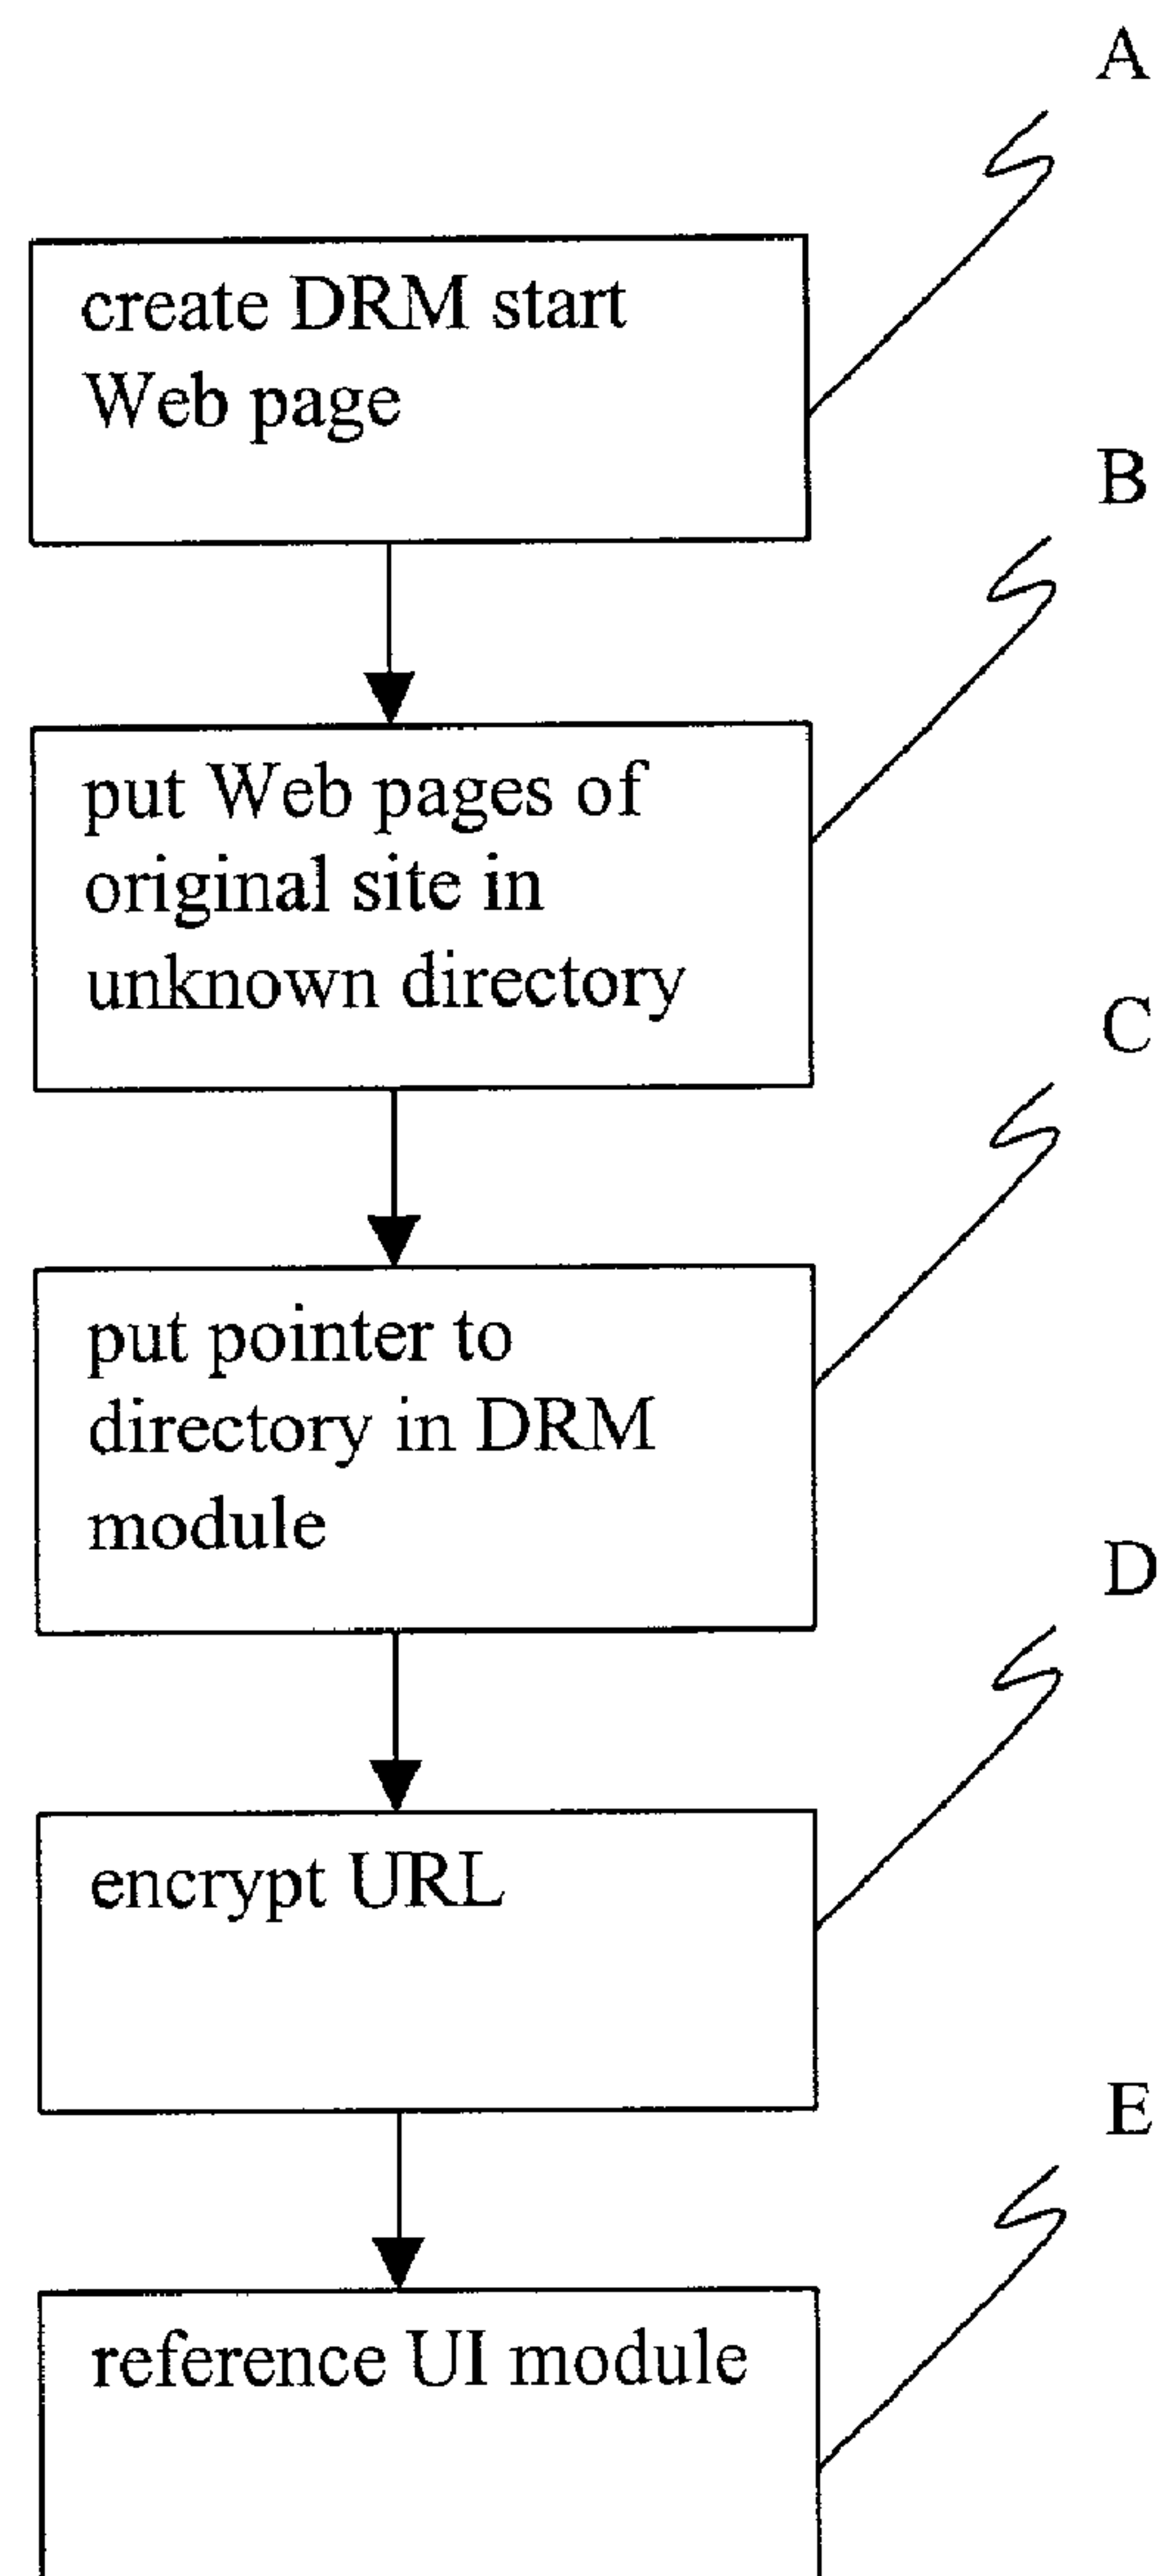 A
create DRM start
Web page
B
put Web pages of
original site in
unknown directory
C
put pointer to
directory in DRM
module
D
encrypt URL
E
reference UI module